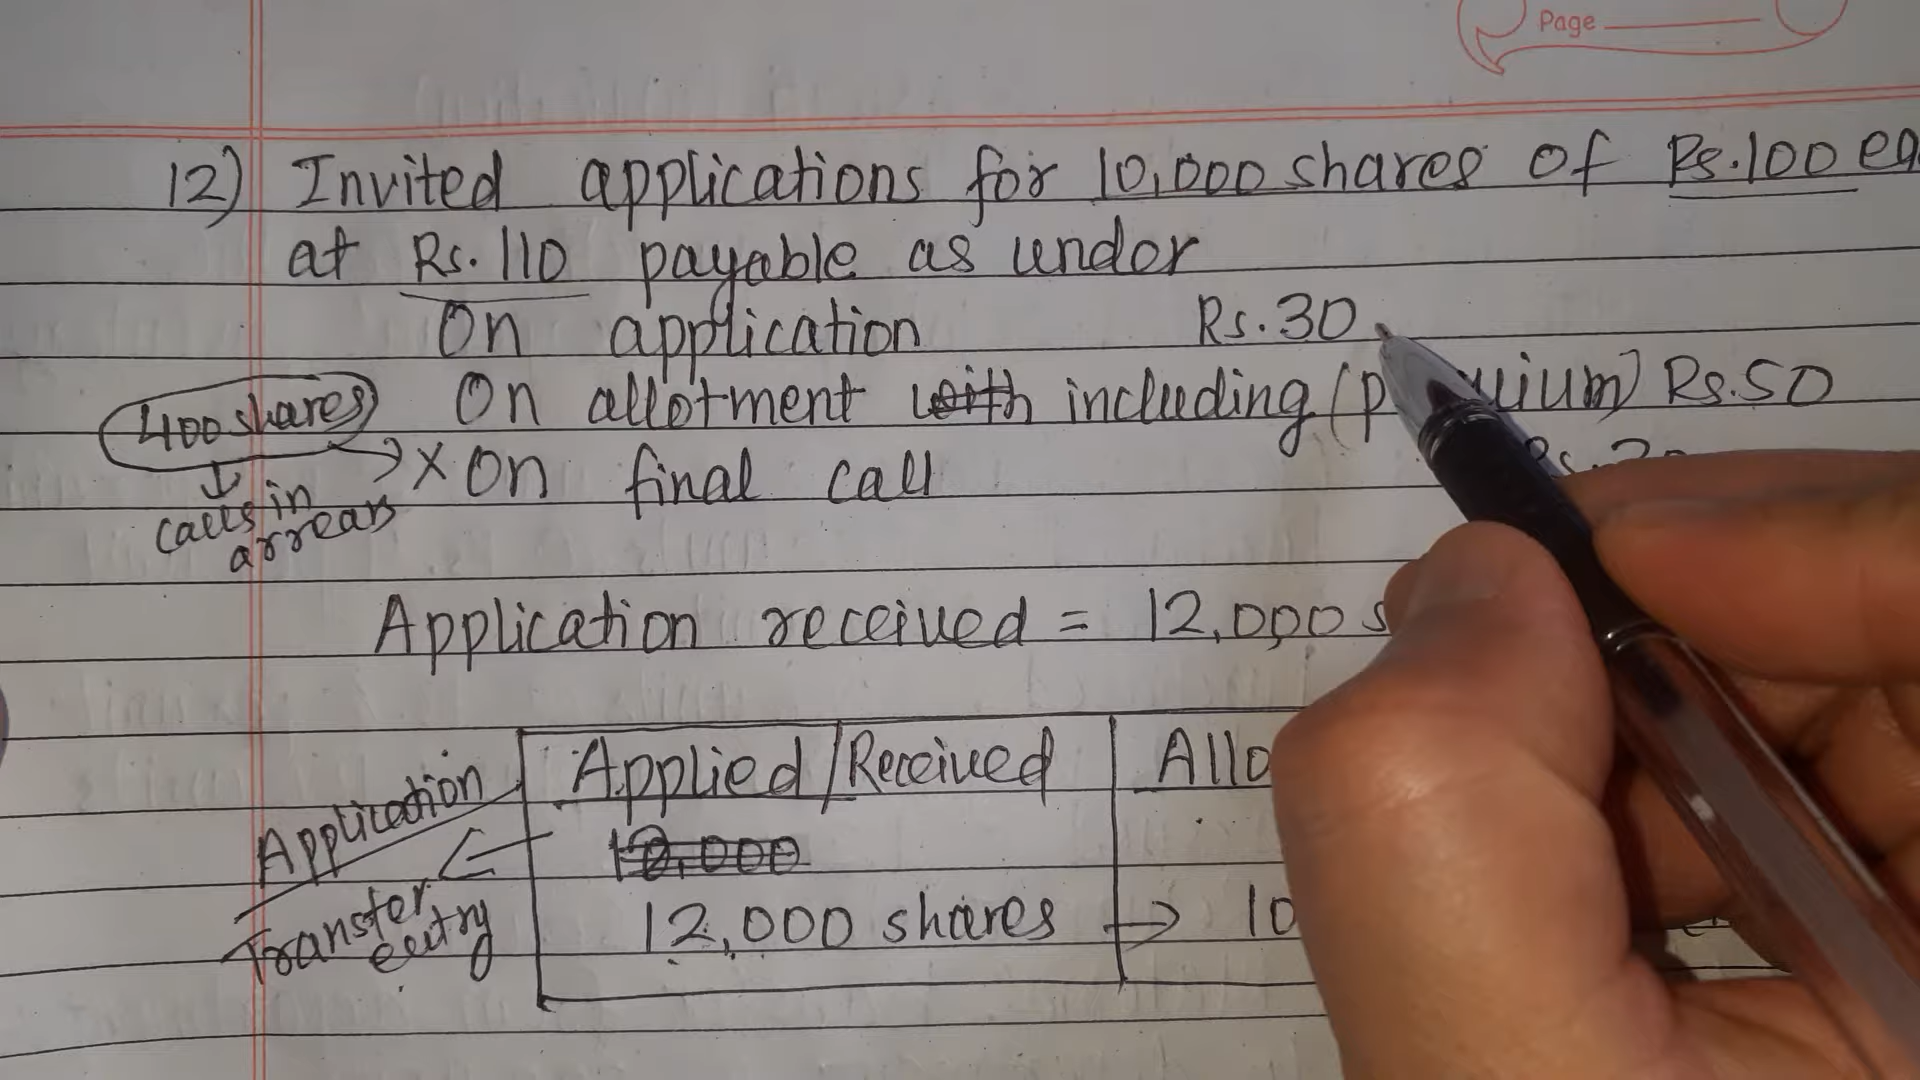 Page
12) Invited applications for 10,000 shares of Rs.100 ea
at Rs.110 payable as under
On application Rs.30
400 shares On allotment with including (p ium) Rs.50
X On final call
calls in
arrears
Application received = 12,000 s
Application
Applied/Received Allo
10,000
Transfer entry
12,000 shares → 10